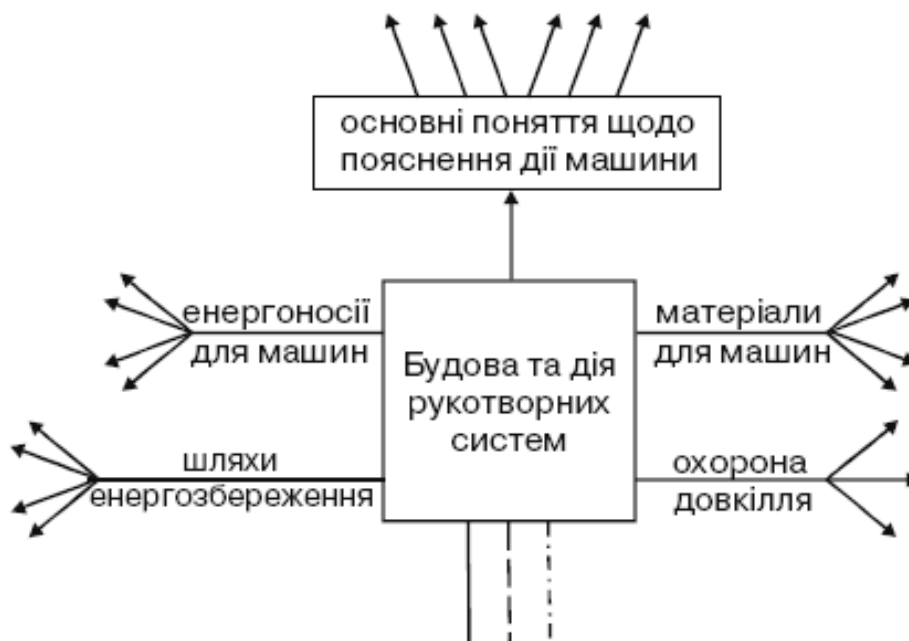 основні поняття щодо
пояснення дії машини
енергоносії
для машин
матеріали
для машин
Будова та дія
рукотворних
систем
шляхи
енергозбереження
охорона
довкілля